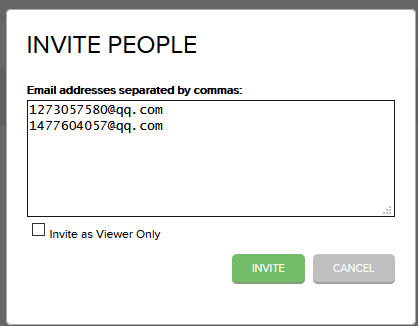 INVITE PEOPLE
Email addresses separated by commas:
1273057580@qq.com
1477604057@qq.com
Invite as Viewer Only
INVITE
CANCEL